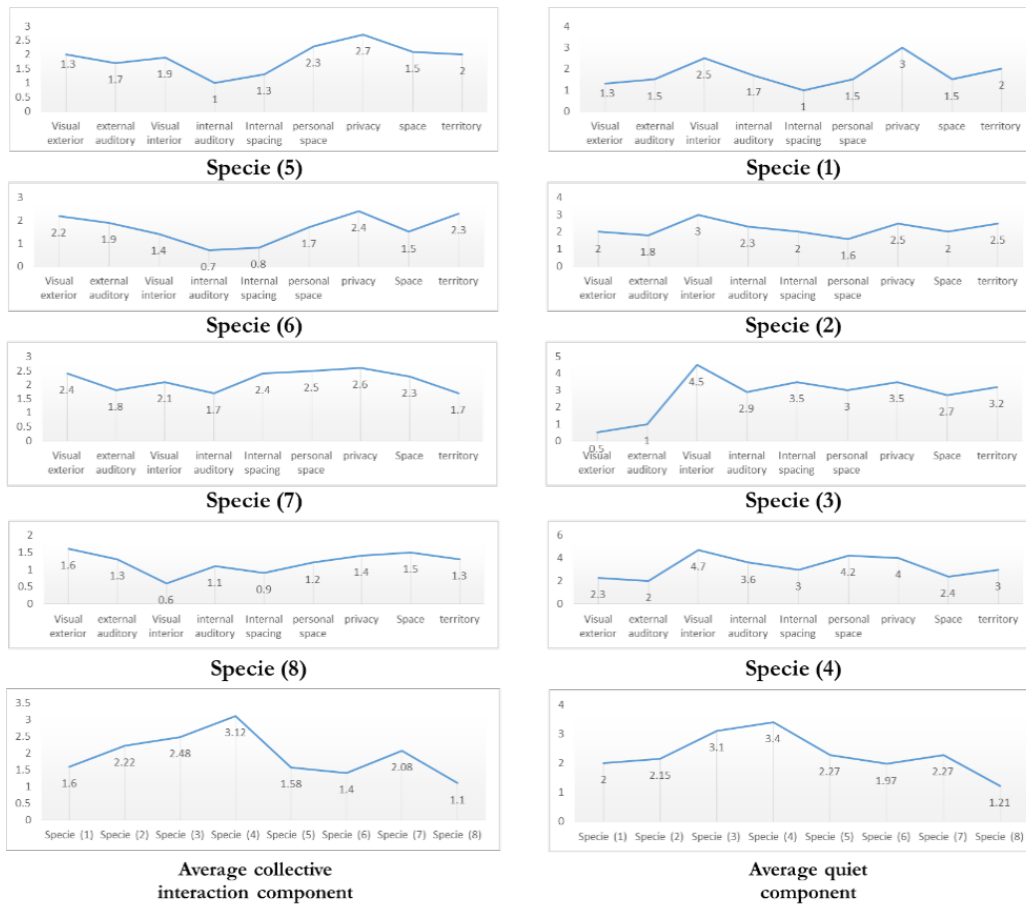 3
2.5
2
1.5
1
0.5
0
1.3
1.7
1.9
1
1.3
2.3
2.7
1.5
2
Visual exterior
external auditory
Visual interior
internal auditory
Internal spacing
personal space
privacy
space
territory
Specie (5)
4
3
2
1
0
1.3
1.5
2.5
1.7
1
1.5
3
1.5
2
Visual exterior
external auditory
Visual interior
internal auditory
Internal spacing
personal space
privacy
space
territory
Specie (1)
3
2
1
0
2.2
1.9
1.4
0.7
0.8
1.7
2.4
1.5
2.3
Visual exterior
external auditory
Visual interior
internal auditory
Internal spacing
personal space
privacy
Space
territory
Specie (6)
4
3
2
1
0
2
1.8
3
2.3
2
1.6
2.5
2
2.5
Visual exterior
external auditory
Visual interior
internal auditory
Internal spacing
personal space
privacy
Space
territory
Specie (2)
3
2.5
2
1.5
1
0.5
0
2.4
1.8
2.1
1.7
2.4
2.5
2.6
2.3
1.7
Visual exterior
external auditory
Visual interior
internal auditory
Internal spacing
personal space
privacy
Space
territory
Specie (7)
5
4
3
2
1
0
0.5
1
4.5
2.9
3.5
3
3.5
2.7
3.2
Visual exterior
external auditory
Visual interior
internal auditory
Internal spacing
personal space
privacy
Space
territory
Specie (3)
2
1.5
1
0.5
0
1.6
1.3
0.6
1.1
0.9
1.2
1.4
1.5
1.3
Visual exterior
external auditory
Visual interior
internal auditory
Internal spacing
personal space
privacy
Space
territory
Specie (8)
6
4
2
0
2.3
2
4.7
3.6
3
4.2
4
2.4
3
Visual exterior
external auditory
Visual interior
internal auditory
Internal spacing
personal space
privacy
Space
territory
Specie (4)
3.5
3
2.5
2
1.5
1
0.5
0
1.6
2.22
2.48
3.12
1.58
1.4
2.08
1.1
Specie (1) Specie (2) Specie (3) Specie (4) Specie (5) Specie (6) Specie (7) Specie (8)
Average collective
interaction component
4
3
2
1
0
2
2.15
3.1
3.4
2.27
1.97
2.27
1.21
Specie (1) Specie (2) Specie (3) Specie (4) Specie (5) Specie (6) Specie (7) Specie (8)
Average quiet
component